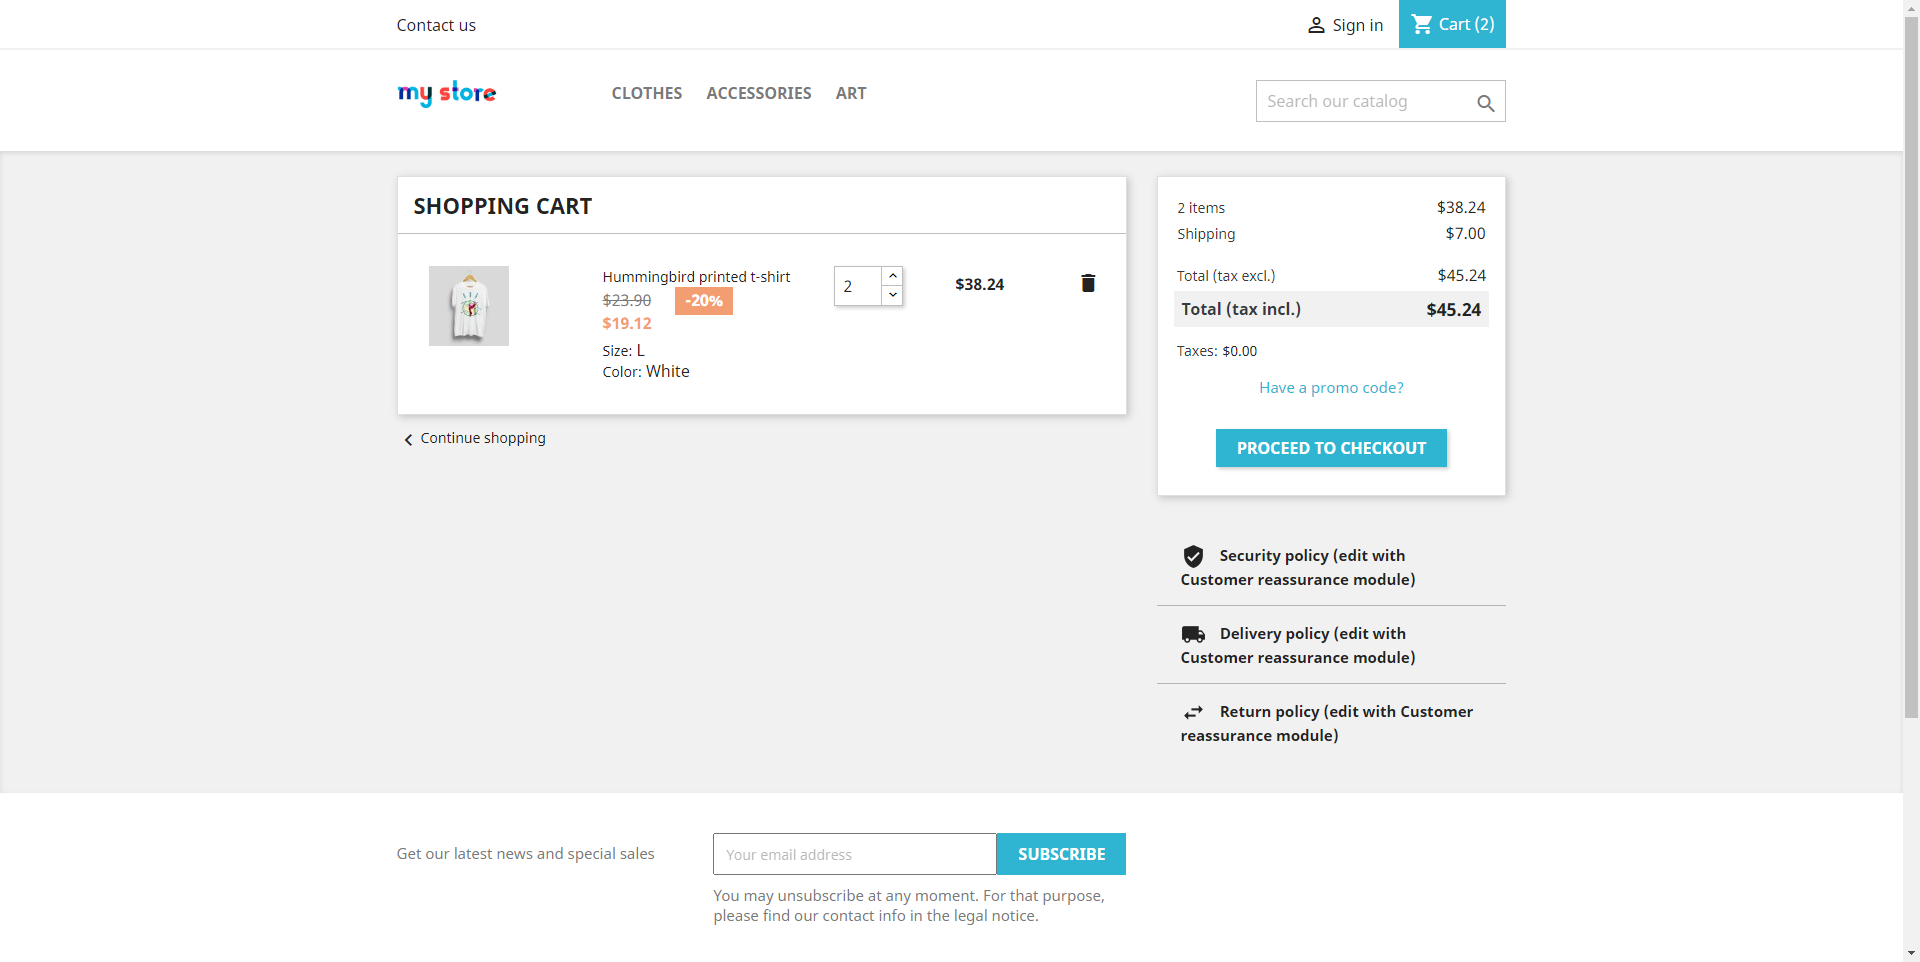 Contact us
Sign in
Cart (2)
my store
CLOTHES
ACCESSORIES
ART
Search our catalog
SHOPPING CART
Hummingbird printed t-shirt
$23.90
-20%
$19.12
Size: L
Color: White
2
$38.24
Continue shopping
2 items
$38.24
Shipping
$7.00
Total (tax excl.)
$45.24
Total (tax incl.)
$45.24
Taxes: $0.00
Have a promo code?
PROCEED TO CHECKOUT
Security policy (edit with
Customer reassurance module)
Delivery policy (edit with
Customer reassurance module)
Return policy (edit with Customer
reassurance module)
Get our latest news and special sales
Your email address
SUBSCRIBE
You may unsubscribe at any moment. For that purpose,
please find our contact info in the legal notice.